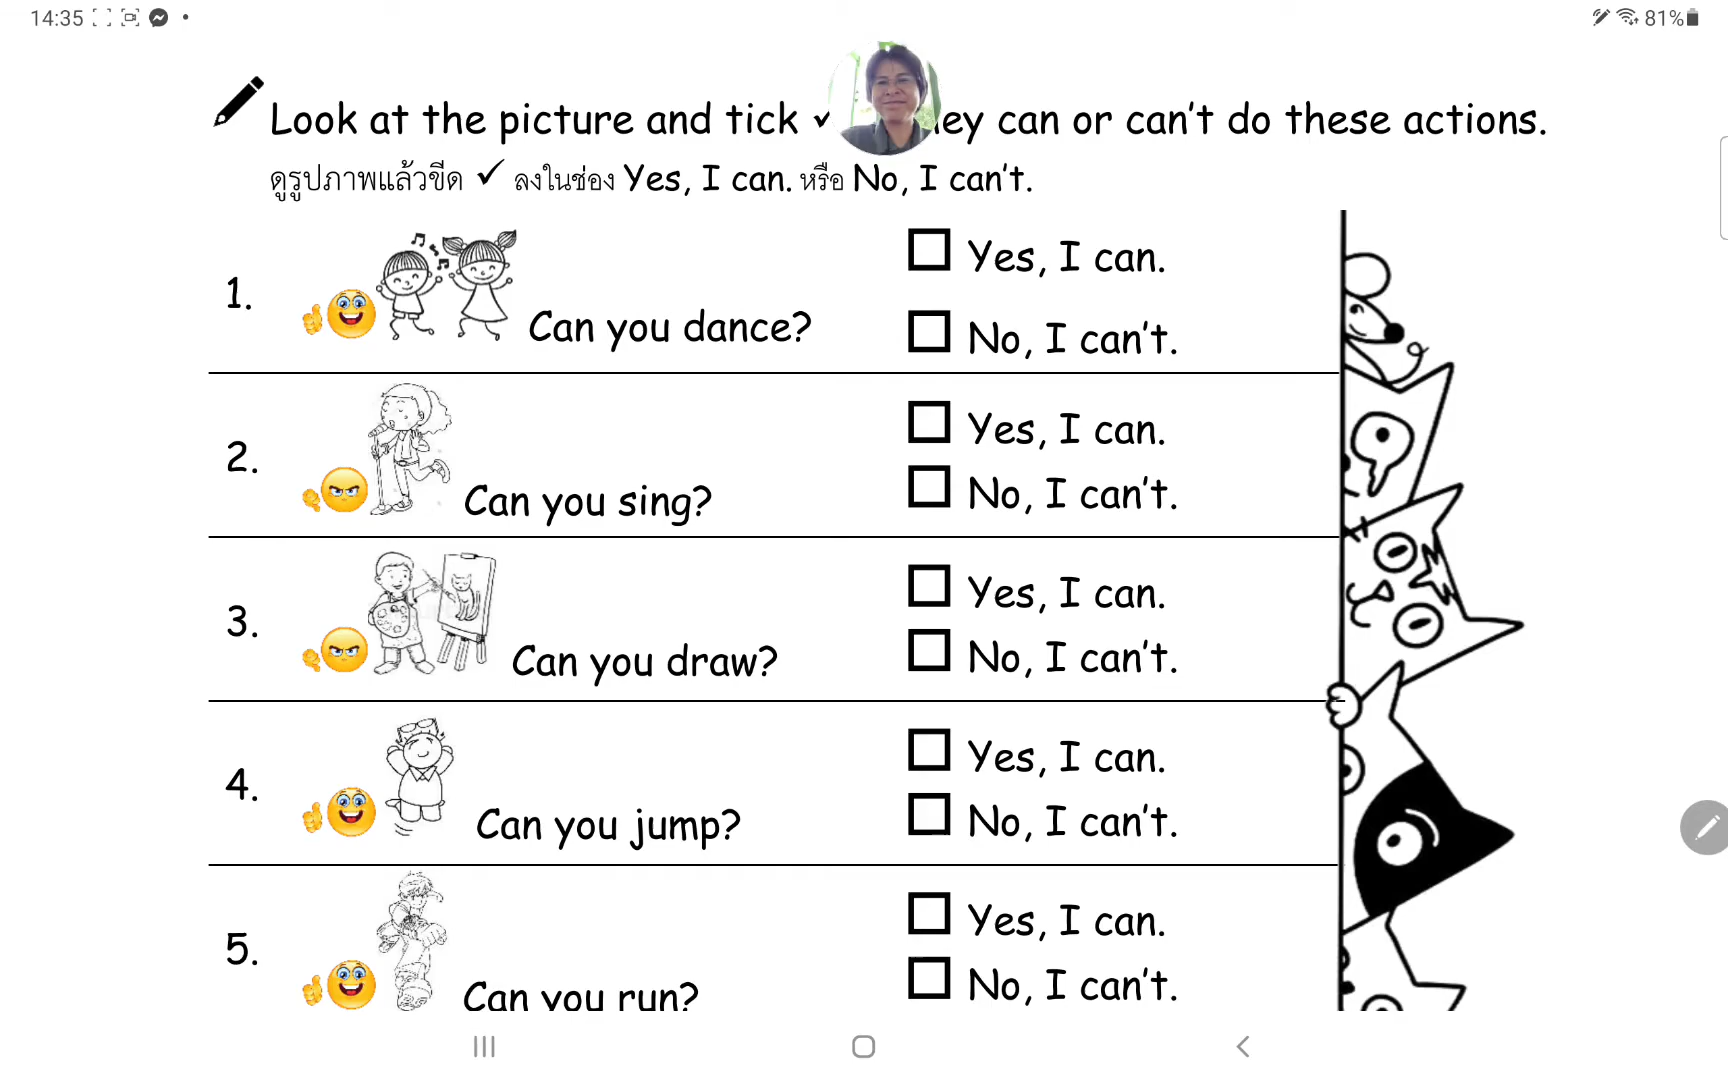 14:35
81%
Look at the picture and tick ✓ ey can or can't do these actions.
ดูรูปภาพแล้วขีด ✓ ลงในช่อง Yes, I can. หรือ No, I can't.
1. Can you dance?
Yes, I can.
No, I can't.
2. Can you sing?
Yes, I can.
No, I can't.
3. Can you draw?
Yes, I can.
No, I can't.
4. Can you jump?
Yes, I can.
No, I can't.
5. Can you run?
Yes, I can.
No, I can't.